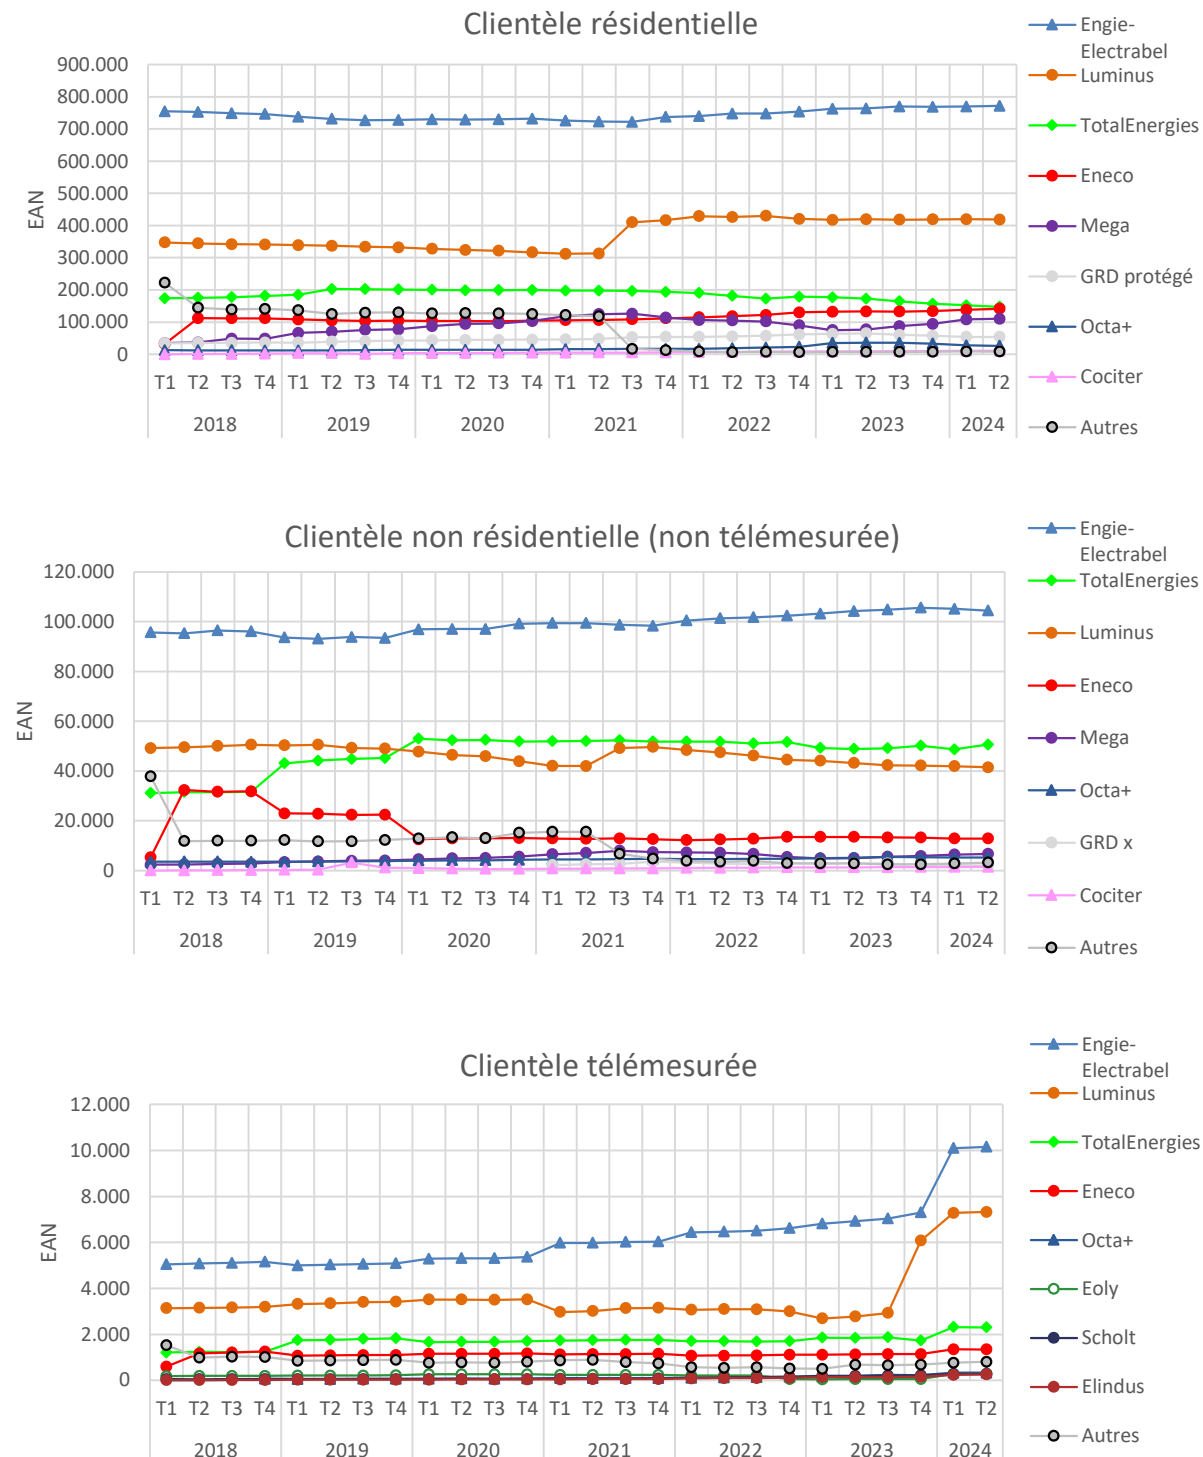 Clientèle résidentielle
EAN
900.000
800.000
700.000
600.000
500.000
400.000
300.000
200.000
100.000
0
T1 T2 T3 T4 T1 T2 T3 T4 T1 T2 T3 T4 T1 T2 T3 T4 T1 T2 T3 T4 T1 T2 T3 T4 T1 T2
2018 2019 2020 2021 2022 2023 2024
Engie-
Electrabel
Luminus
TotalEnergies
Eneco
Mega
GRD protégé
Octa+
Cociter
Autres
Clientèle non résidentielle (non télémesurée)
EAN
120.000
100.000
80.000
60.000
40.000
20.000
0
T1 T2 T3 T4 T1 T2 T3 T4 T1 T2 T3 T4 T1 T2 T3 T4 T1 T2 T3 T4 T1 T2 T3 T4 T1 T2
2018 2019 2020 2021 2022 2023 2024
Engie-
Electrabel
TotalEnergies
Luminus
Eneco
Mega
Octa+
GRD x
Cociter
Autres
Clientèle télémesurée
EAN
12.000
10.000
8.000
6.000
4.000
2.000
0
T1 T2 T3 T4 T1 T2 T3 T4 T1 T2 T3 T4 T1 T2 T3 T4 T1 T2 T3 T4 T1 T2 T3 T4 T1 T2
2018 2019 2020 2021 2022 2023 2024
Engie-
Electrabel
Luminus
TotalEnergies
Eneco
Octa+
Eoly
Scholt
Elindus
Autres